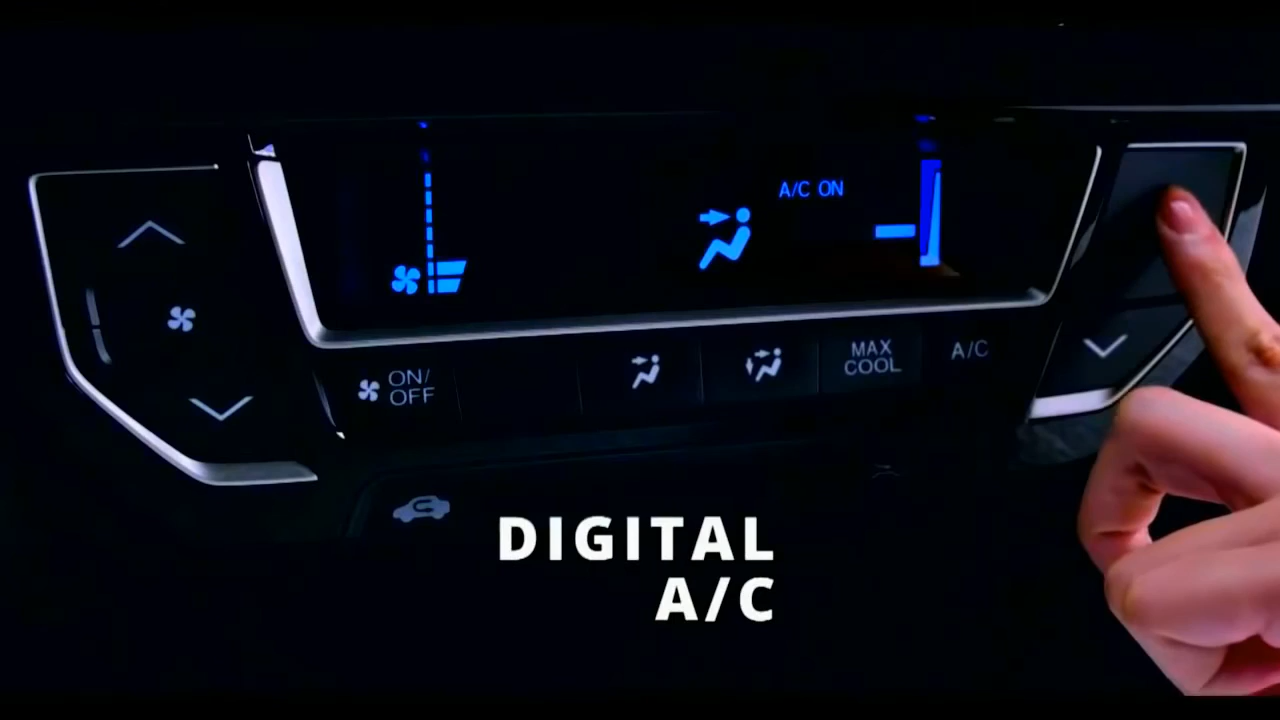 A/C ON
ON/
OFF
MAX
COOL
A/C
DIGITAL
A/C